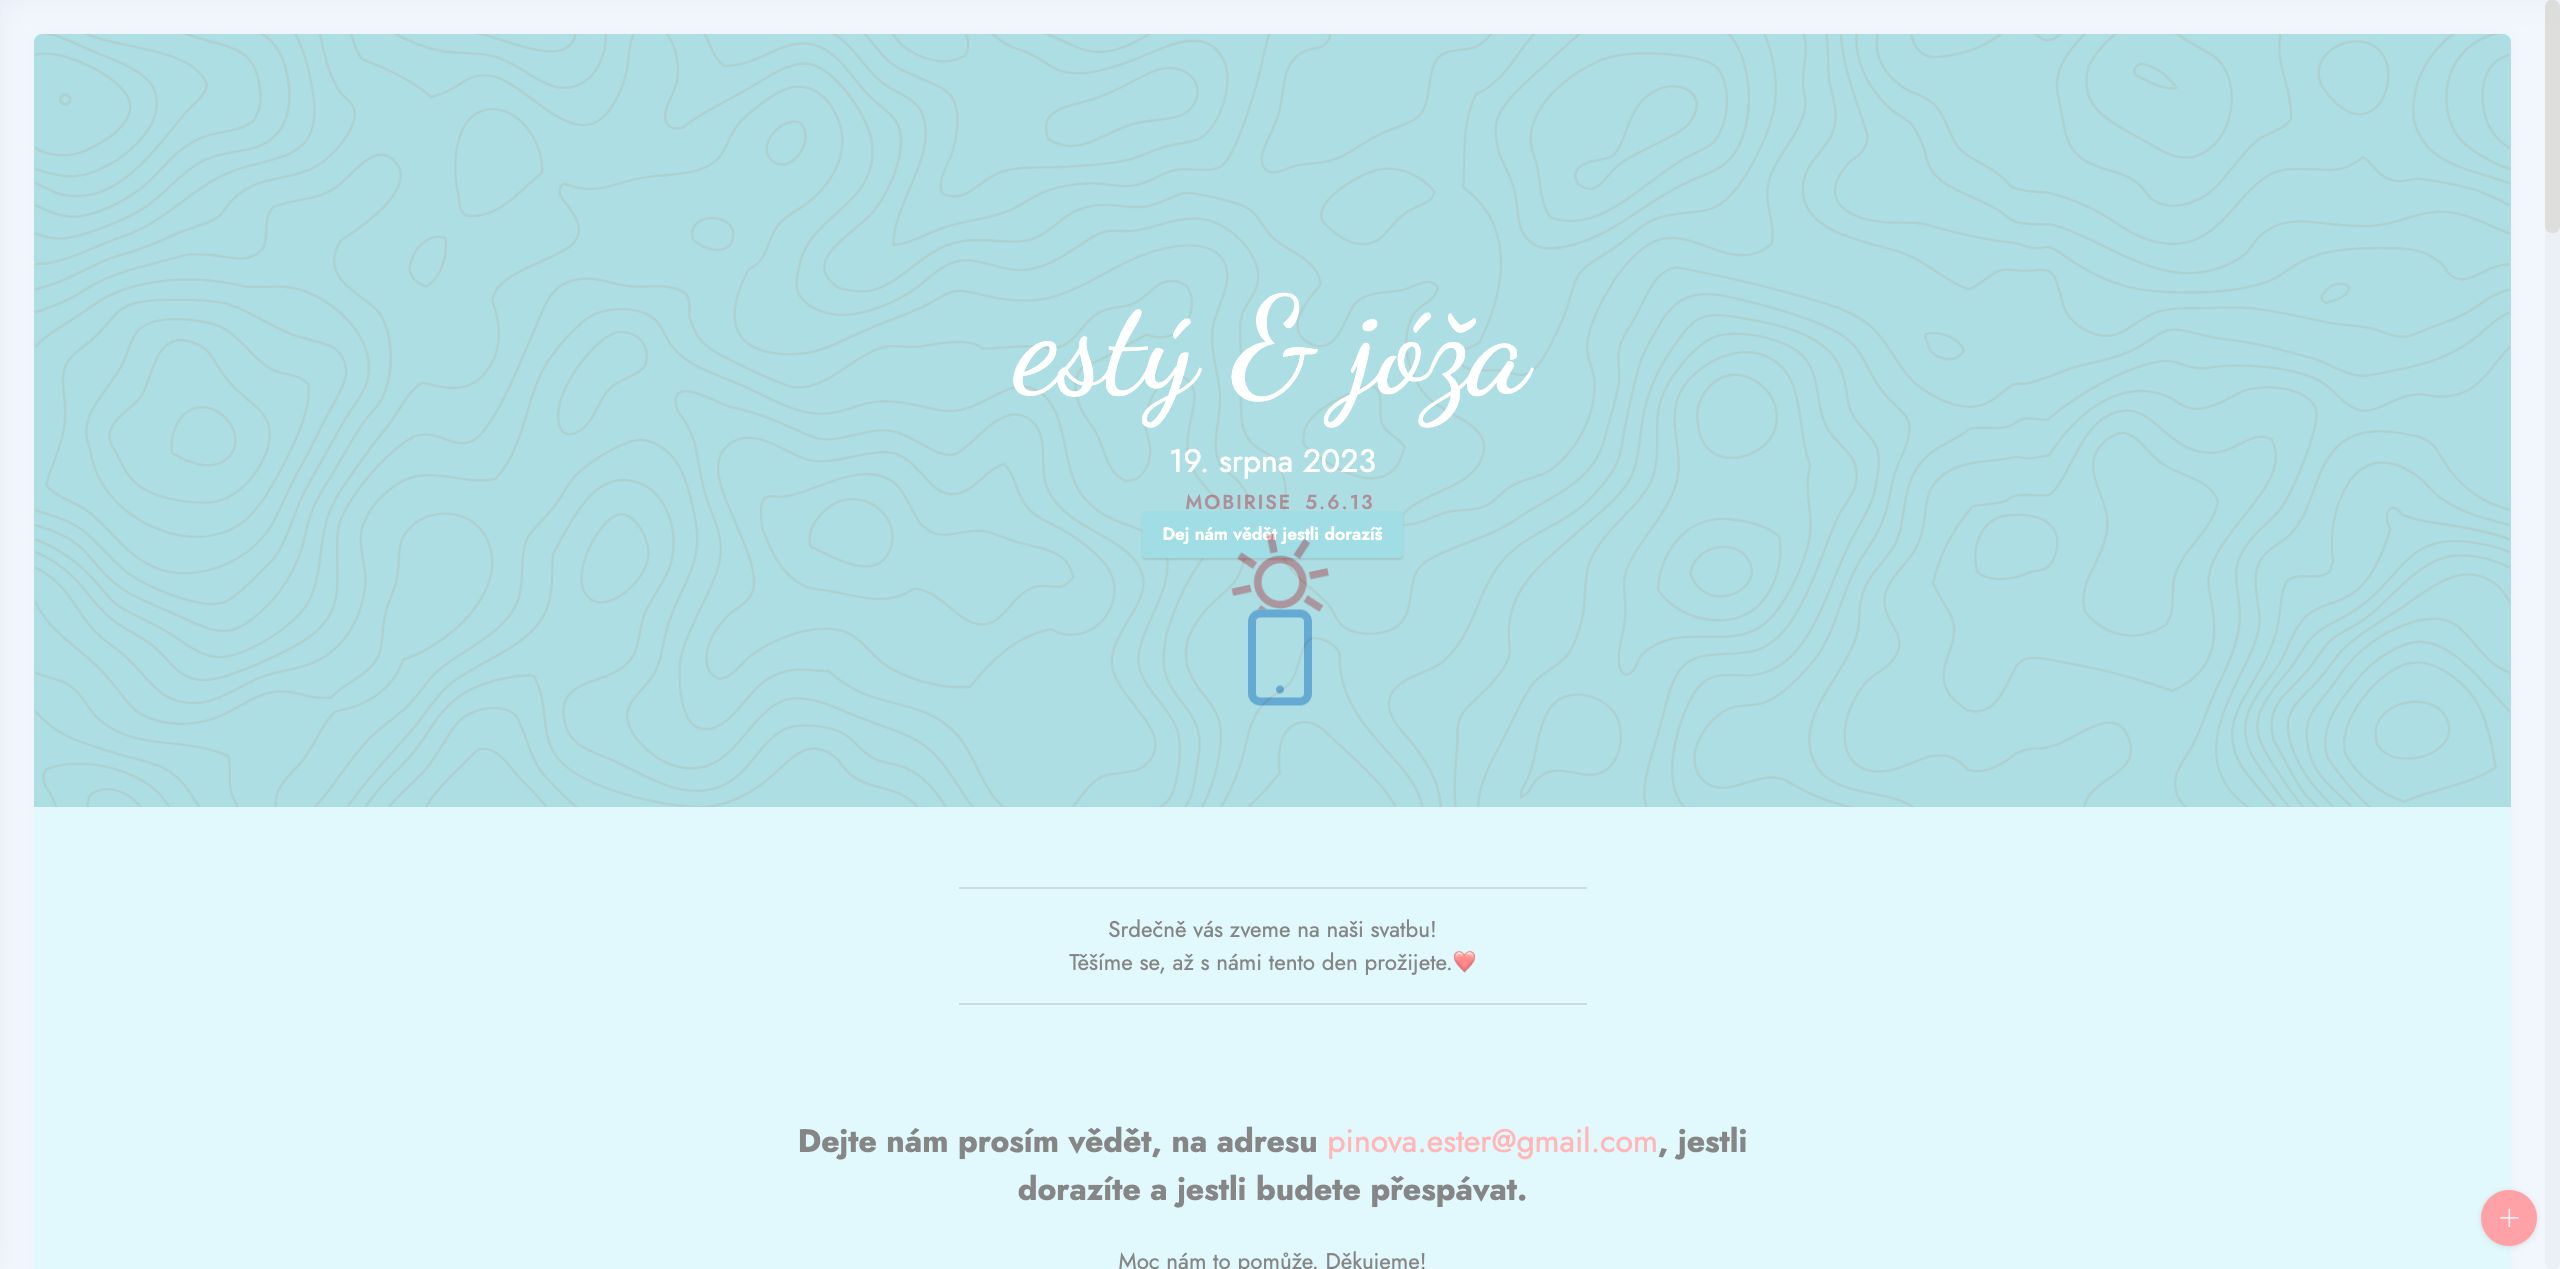 estý & jóža
19. srpna 2023
MOBIRISE 5.6.13
Dej nám vědět jestli dorazíš
Srdečně vás zveme na naši svatbu!
Těšíme se, až s námi tento den prožijete.❤️
Dejte nám prosím vědět, na adresu pinova.ester@gmail.com, jestli
dorazíte a jestli budete přespávat.
Moc nám to pomůže. Děkujeme!